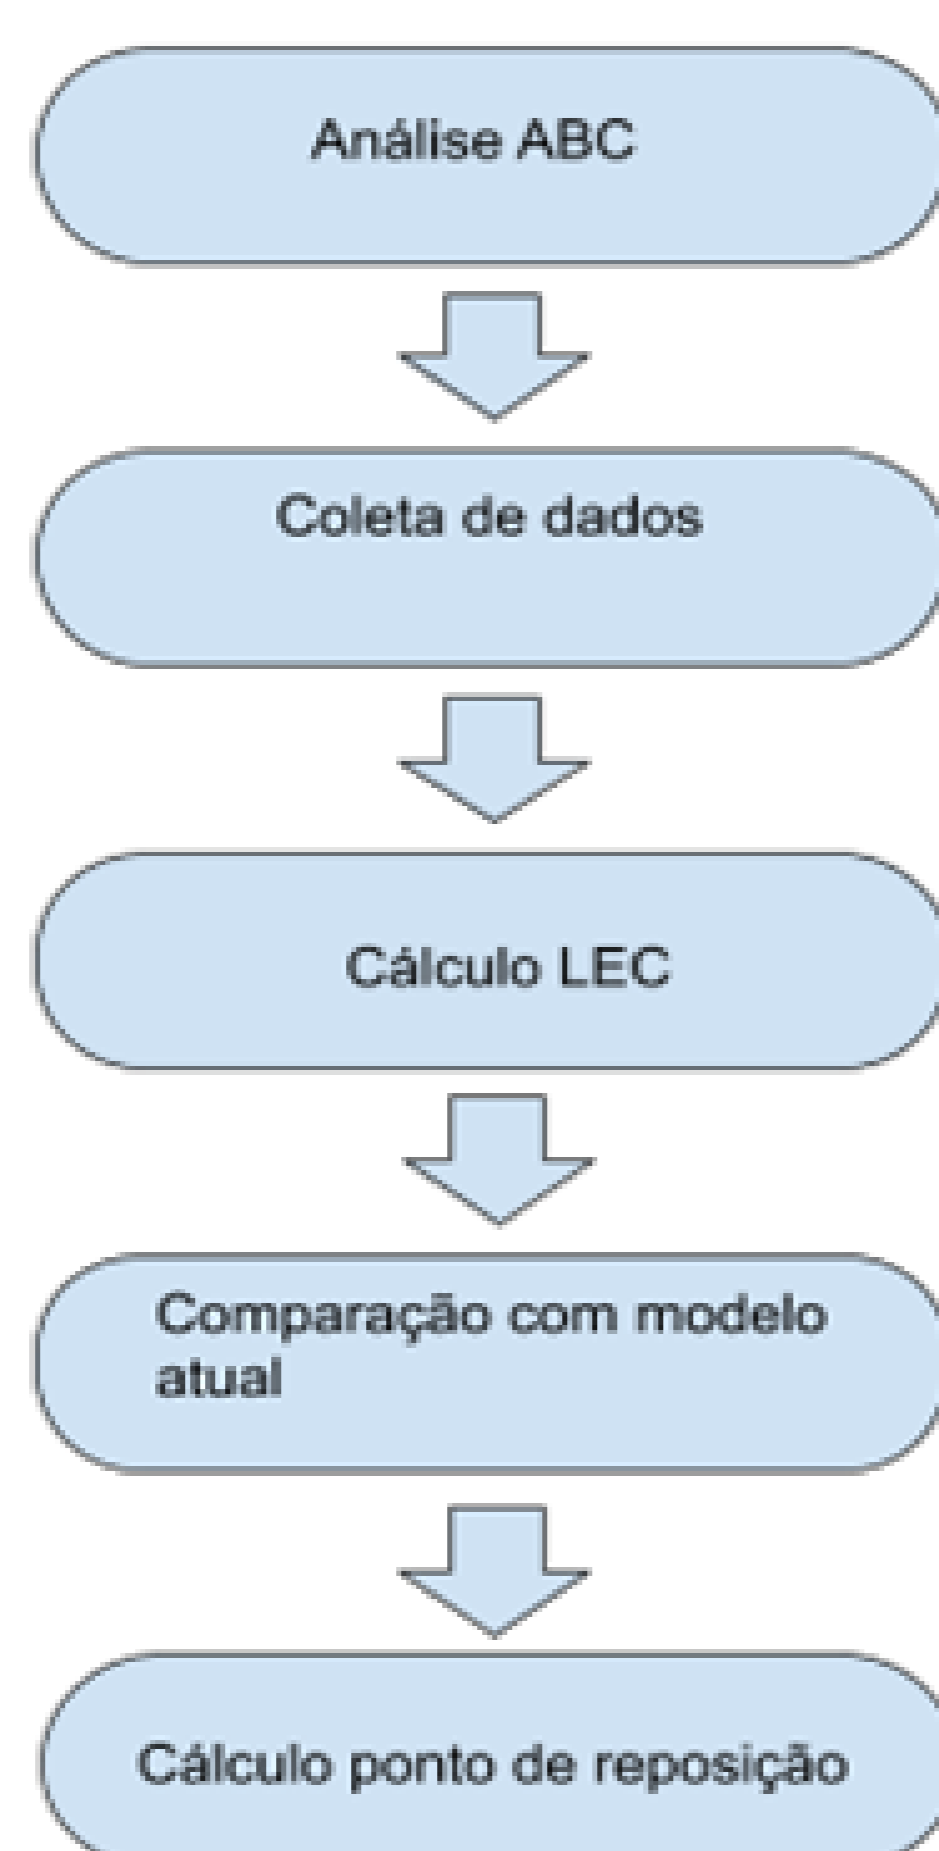 Análise ABC
Coleta de dados
Cálculo LEC
Comparação com modelo
atual
Cálculo ponto de reposição